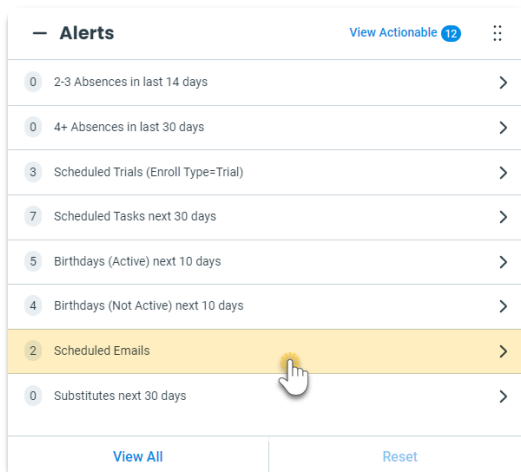 Alerts View Actionable 12
0 2-3 Absences in last 14 days
0 4+ Absences in last 30 days
3 Scheduled Trials (Enroll Type=Trial)
7 Scheduled Tasks next 30 days
5 Birthdays (Active) next 10 days
4 Birthdays (Not Active) next 10 days
2 Scheduled Emails
0 Substitutes next 30 days
View All Reset